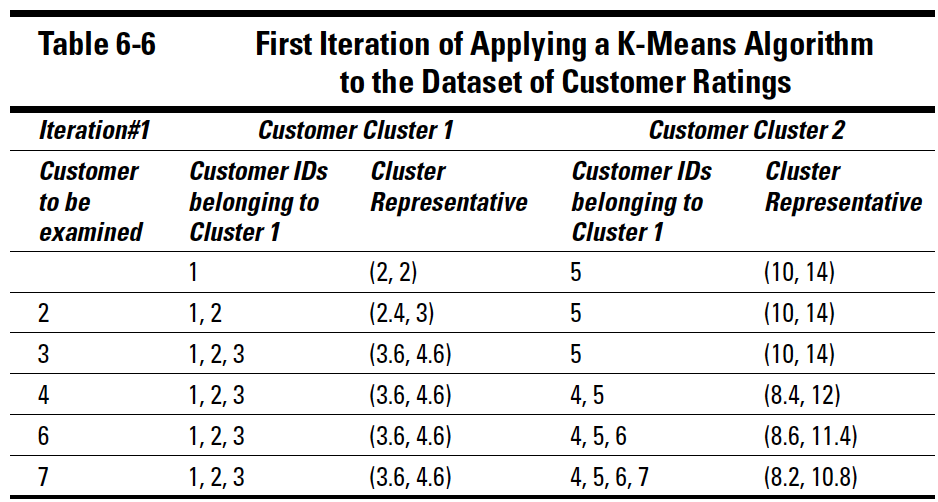 Table 6-6 First Iteration of Applying a K-Means Algorithm
to the Dataset of Customer Ratings
Iteration#1 Customer Cluster 1 Customer Cluster 2
Customer Customer IDs Cluster Customer IDs Cluster
to be belonging to Representative belonging to Representative
examined Cluster 1 Cluster 1
1 (2, 2) 5 (10, 14)
2 1, 2 (2.4, 3) 5 (10, 14)
3 1, 2, 3 (3.6, 4.6) 5 (10, 14)
4 1, 2, 3 (3.6, 4.6) 4, 5 (8.4, 12)
6 1, 2, 3 (3.6, 4.6) 4, 5, 6 (8.6, 11.4)
7 1, 2, 3 (3.6, 4.6) 4, 5, 6, 7 (8.2, 10.8)